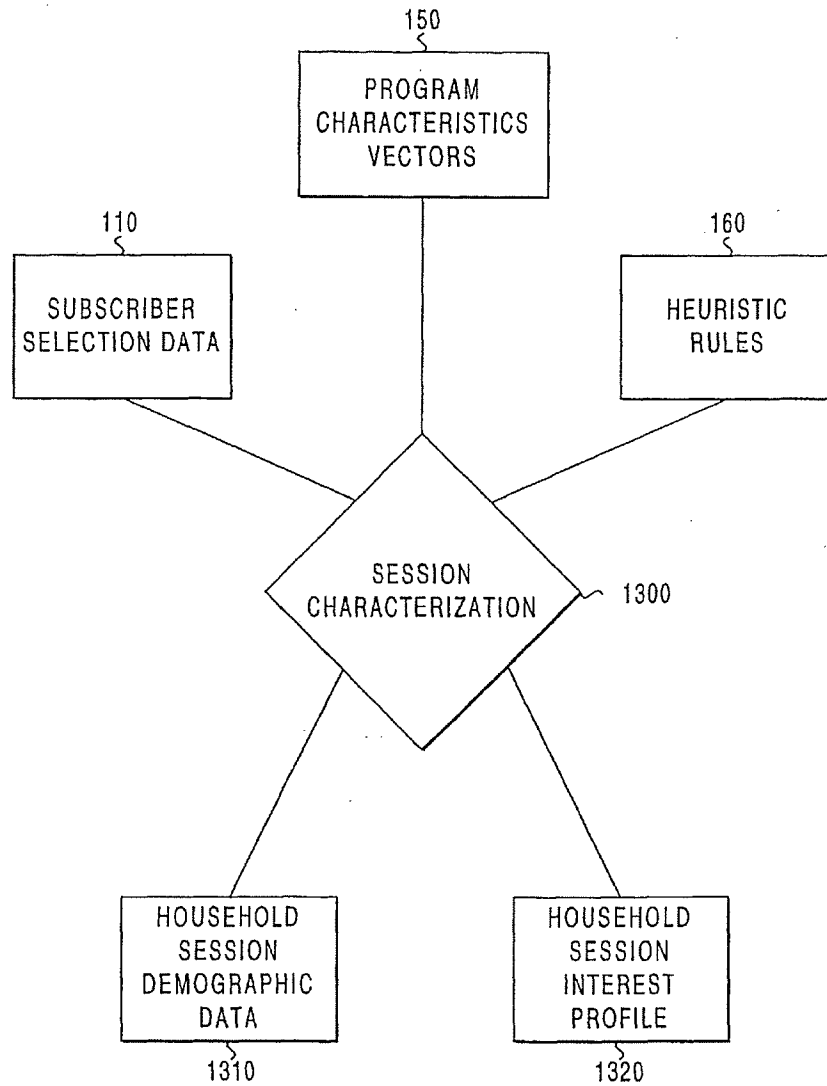 150
PROGRAM
CHARACTERISTICS
VECTORS
110
SUBSCRIBER
SELECTION DATA
160
HEURISTIC
RULES
SESSION
CHARACTERIZATION
1300
HOUSEHOLD
SESSION
DEMOGRAPHIC
DATA
1310
HOUSEHOLD
SESSION
INTEREST
PROFILE
1320